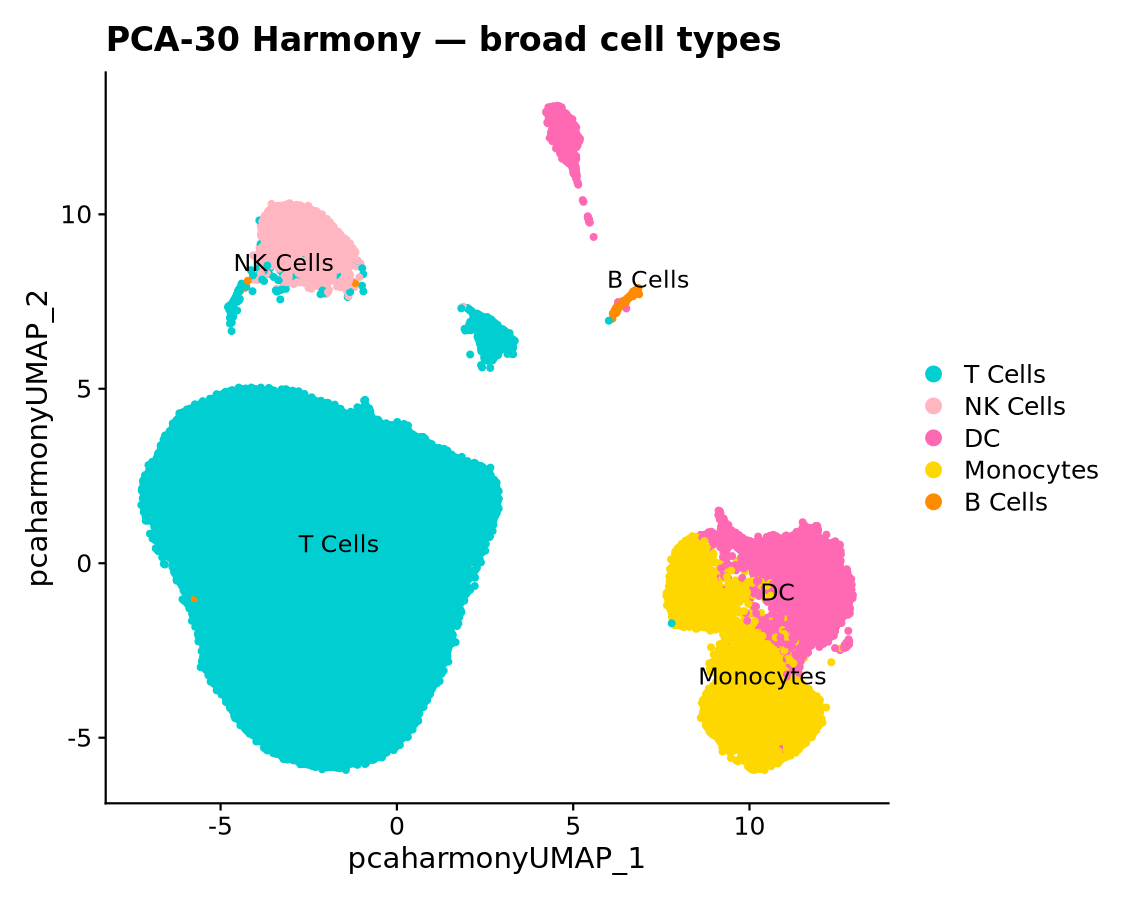 PCA-30 Harmony — broad cell types
10
5
0
-5
pcaharmonyUMAP_2
NK Cells
B Cells
T Cells
DC
Monocytes
-5
0
5
10
pcaharmonyUMAP_1
T Cells
NK Cells
DC
Monocytes
B Cells